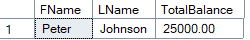 FName LName TotalBalance
1 Peter Johnson 25000.00